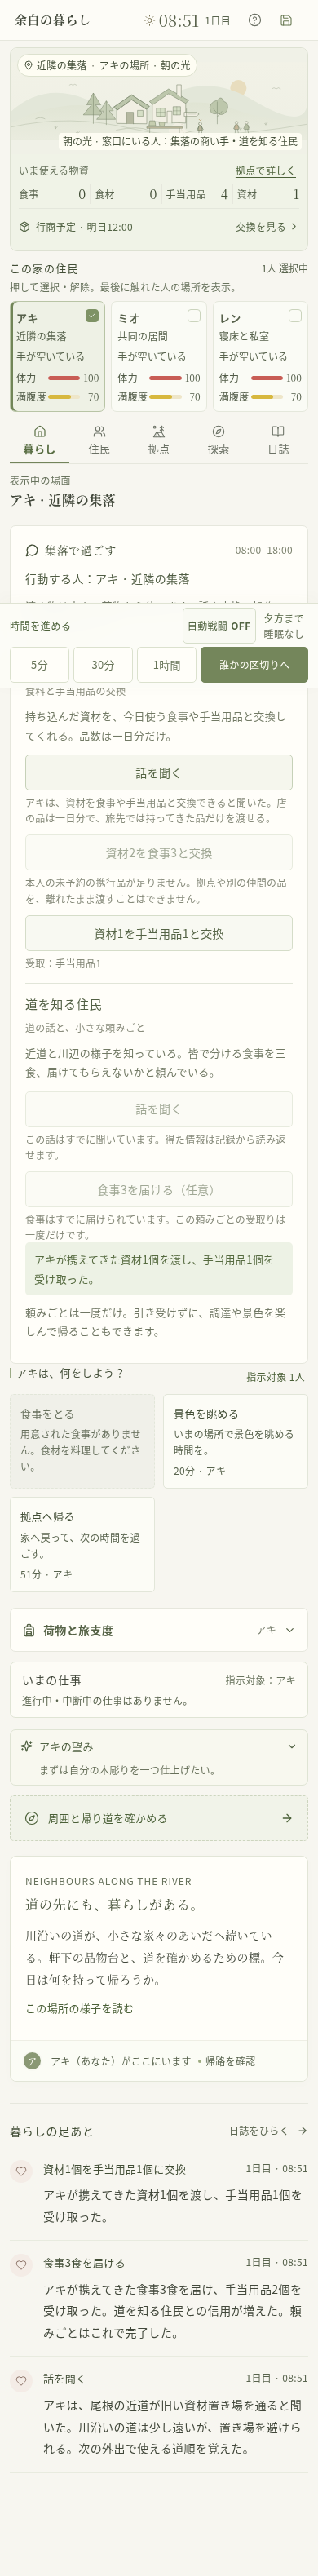 余白の暮らし
08:51 1日目
近隣の集落 · アキの場所 · 朝の光
朝の光 · 窓口にいる人：集落の商い手・道を知る住民
いま使える物資
拠点で詳しく
食事 0 食材 0 手当用品 4 資材 1
行商予定 · 明日12:00
交換を見る
この家の住民
1人 選択中
押して選択・解除。最後に触れた人の場所を表示。
アキ
近隣の集落
手が空いている
体力 100
満腹度 70
ミオ
共同の居間
手が空いている
体力 100
満腹度 70
レン
寝床と私室
手が空いている
体力 100
満腹度 70
暮らし
住民
拠点
探索
日誌
表示中の場面
アキ · 近隣の集落
集落で過ごす
08:00–18:00
行動する人：アキ · 近隣の集落
時間を進める
自動戦闘 OFF
夕方まで
睡眠なし
5分
30分
1時間
誰かの区切りへ
食料と手当用品の交換
持ち込んだ資材を、今日使う食事や手当用品と交換し
てくれる。品数は一日分だけ。
話を聞く
アキは、資材を食事や手当用品と交換できると聞いた。店
の品は一日分で、旅先では持ってきた品だけを渡せる。
資材2を食事3と交換
本人の未予約の携行品が足りません。拠点や別の仲間の品
を、離れたまま渡すことはできません。
資材1を手当用品1と交換
受取：手当用品1
道を知る住民
道の話と、小さな頼みごと
近道と川辺の様子を知っている。皆で分ける食事を三
食、届けてもらえないかと頼んでいる。
話を聞く
この話はすでに聞いています。得た情報は記録から読み返
せます。
食事3を届ける（任意）
食事はすでに届けられています。この頼みごとの受取りは
一度だけです。
アキが携えてきた資材1個を渡し、手当用品1個を
受け取った。
頼みごとは一度だけ。引き受けずに、調達や景色を楽
しんで帰ることもできます。
アキは、何をしよう？
指示対象 1人
食事をとる
用意された食事がありませ
ん。食材を料理してくださ
い。
景色を眺める
いまの場所で景色を眺める
時間を。
20分 · アキ
拠点へ帰る
家へ戻って、次の時間を過
ごす。
51分 · アキ
荷物と旅支度
アキ
いまの仕事
指示対象：アキ
進行中・中断中の仕事はありません。
アキの望み
まずは自分の木彫りを一つ仕上げたい。
周囲と帰り道を確かめる
NEIGHBOURS ALONG THE RIVER
道の先にも、暮らしがある。
川沿いの道が、小さな家々のあいだへ続いてい
る。軒下の品物台と、道を確かめるための標。今
日は何を持って帰ろうか。
この場所の様子を読む
ア アキ（あなた）がここにいます 帰路を確認
暮らしの足あと
日誌をひらく
資材1個を手当用品1個に交換
1日目 · 08:51
アキが携えてきた資材1個を渡し、手当用品1個を
受け取った。
食事3食を届ける
1日目 · 08:51
アキが携えてきた食事3食を届け、手当用品2個を
受け取った。道を知る住民との信用が増えた。頼
みごとはこれで完了した。
話を聞く
1日目 · 08:51
アキは、尾根の近道が旧い資材置き場を通ると聞
いた。川沿いの道は少し遠いが、置き場を避けら
れる。次の外出で使える道順を覚えた。